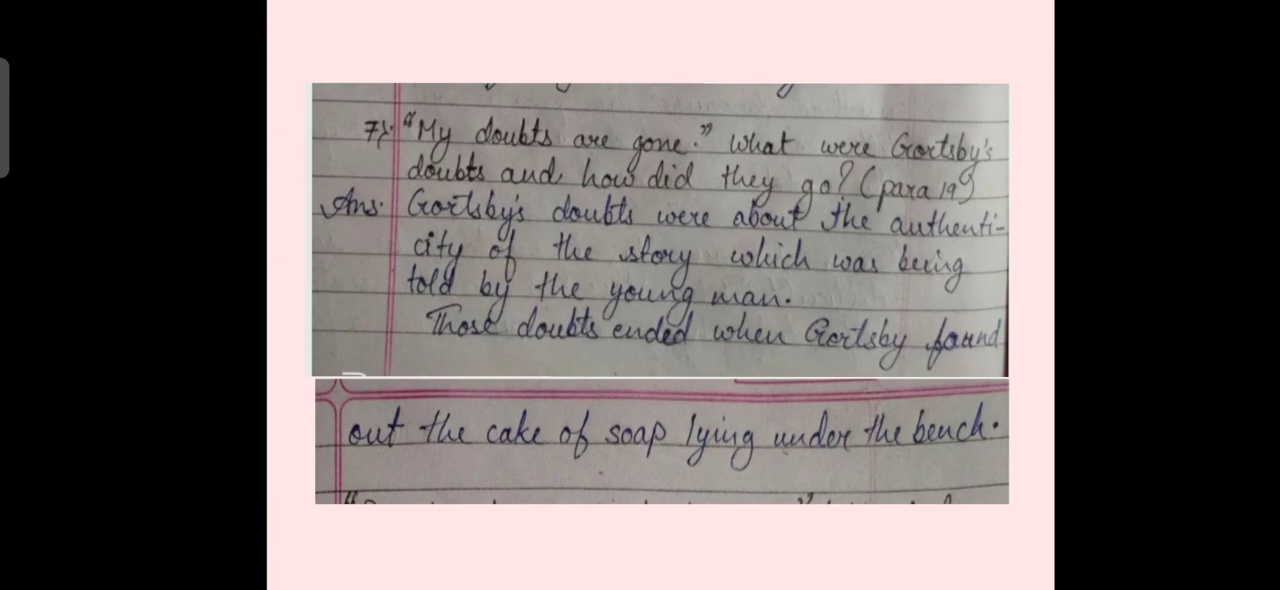 7). "My doubts are gone." What were Gortsby's
doubts and how did they go? (para 19)
Ans. Gortsby's doubts were about the authenti-
city of the story which was being
told by the young man.
Those doubts ended when Gortsby found
out the cake of soap lying under the bench.